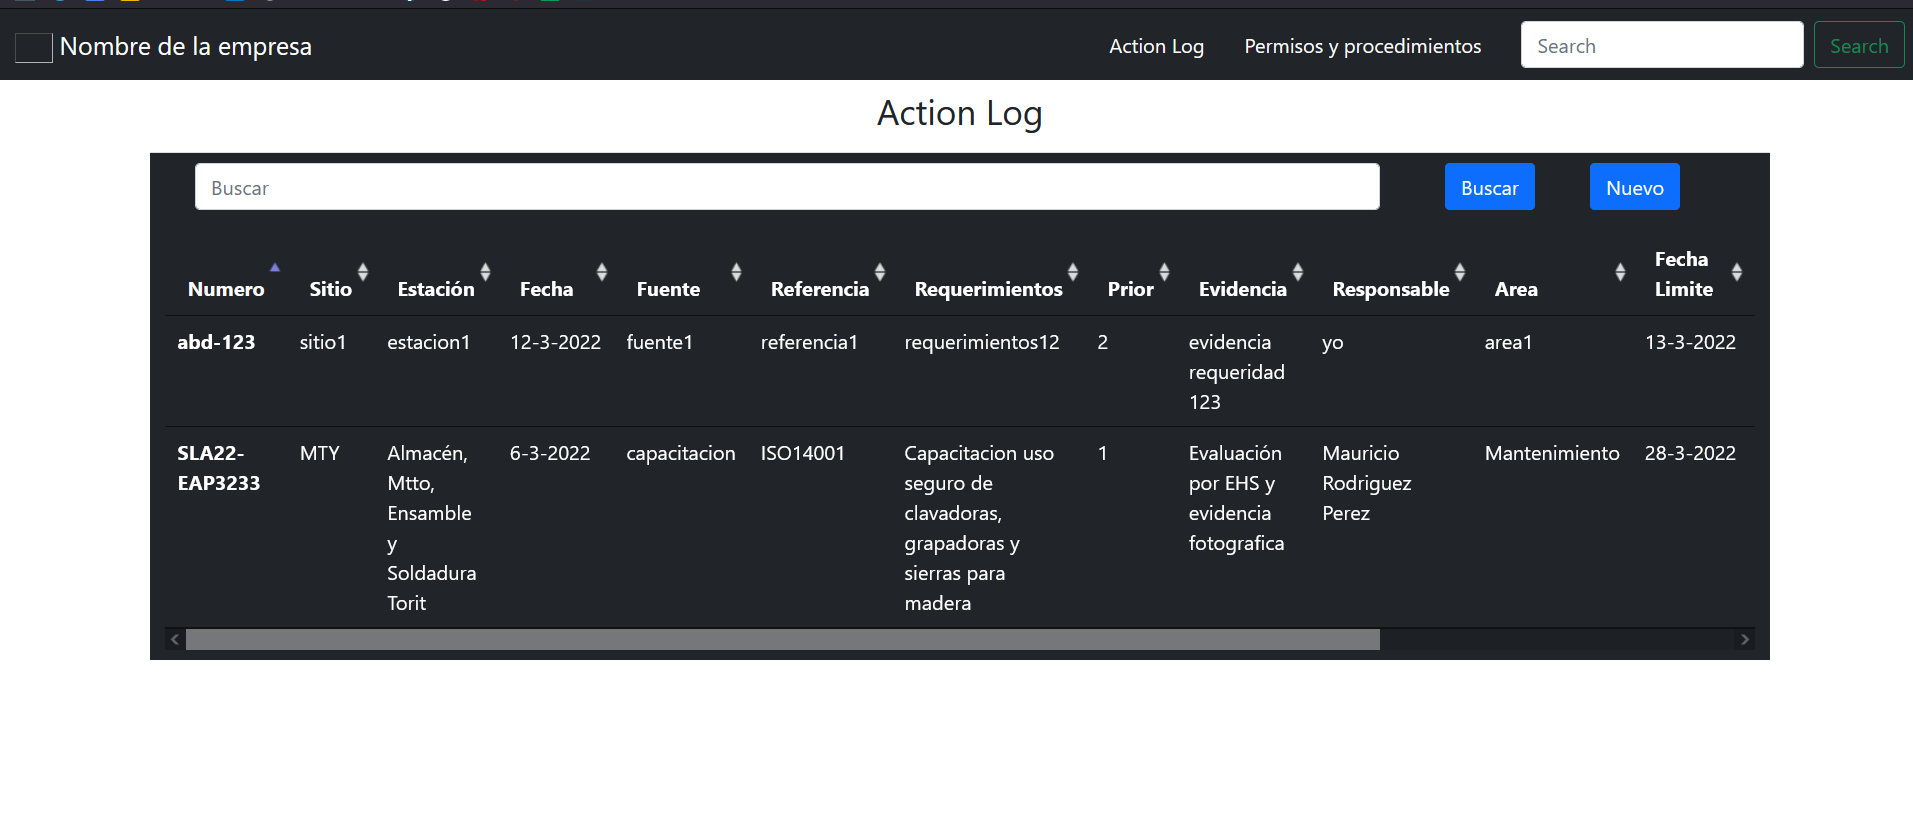 Nombre de la empresa
Action Log
Permisos y procedimientos
Search
Search
Action Log
Buscar
Buscar
Nuevo
Numero
Sitio
Estación
Fecha
Fuente
Referencia
Requerimientos
Prior
Evidencia
Responsable
Area
Fecha
Limite
abd-123
sitio1
estacion1
12-3-2022
fuente1
referencia1
requerimientos12
2
evidencia
requeridad
123
yo
area1
13-3-2022
SLA22-
EAP3233
MTY
Almacén,
Mtto,
Ensamble
y
Soldadura
Torit
6-3-2022
capacitacion
ISO14001
Capacitacion uso
seguro de
clavadoras,
grapadoras y
sierras para
madera
1
Evaluación
por EHS y
evidencia
fotografica
Mauricio
Rodriguez
Perez
Mantenimiento
28-3-2022